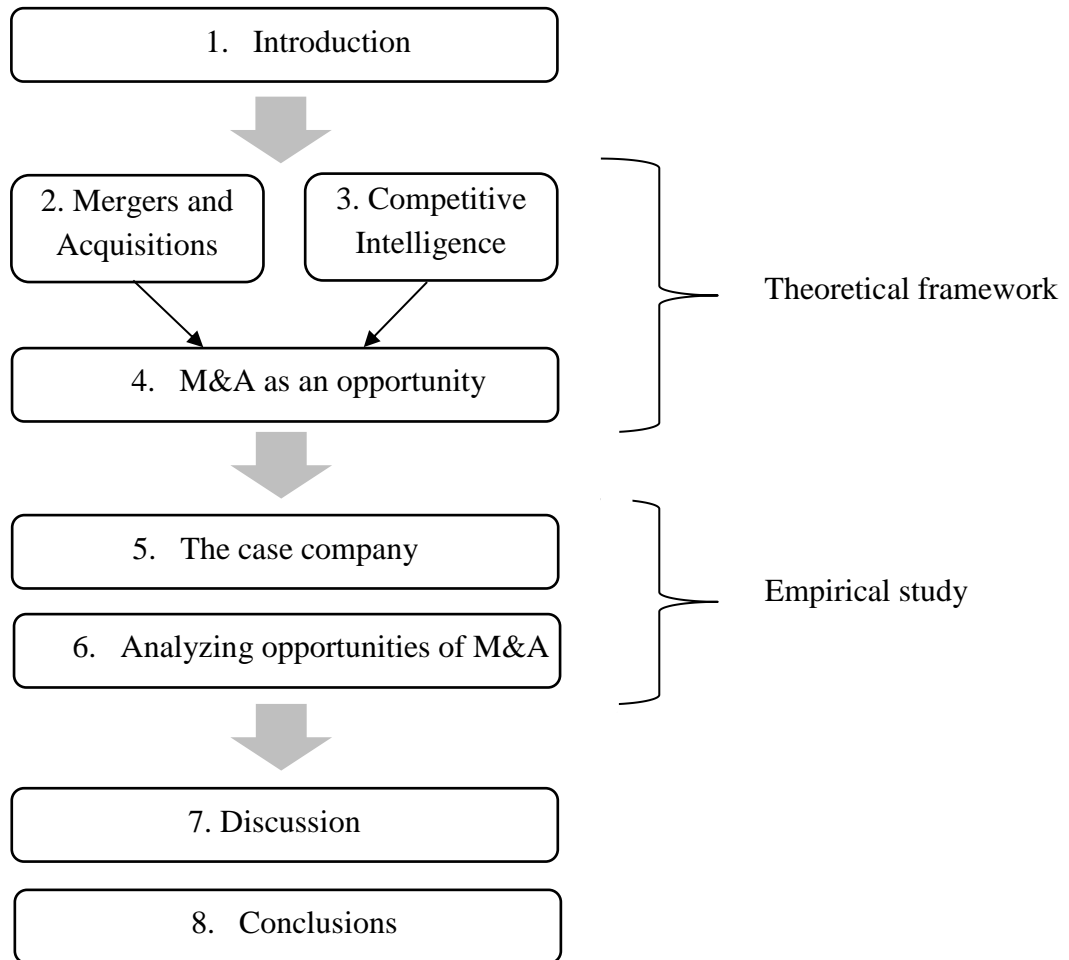 1. Introduction
2. Mergers and
Acquisitions
3. Competitive
Intelligence
Theoretical framework
4. M&A as an opportunity
5. The case company
Empirical study
6. Analyzing opportunities of M&A
7. Discussion
8. Conclusions